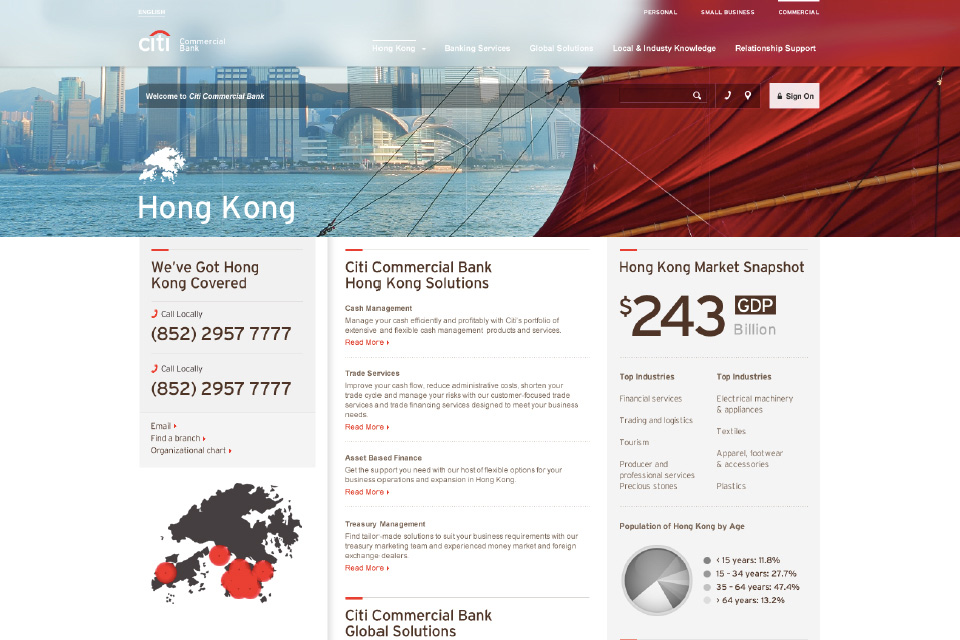 ENGLISH
PERSONAL SMALL BUSINESS COMMERCIAL
citi Commercial
Bank
Hong Kong Banking Services Global Solutions Local & Industy Knowledge Relationship Support
Welcome to Citi Commercial Bank
Sign On
Hong Kong
We've Got Hong
Kong Covered
Call Locally
(852) 2957 7777
Call Locally
(852) 2957 7777
Email
Find a branch
Organizational chart
Citi Commercial Bank
Hong Kong Solutions
Cash Management
Manage your cash efficiently and profitably with Citi's portfolio of
extensive and flexible cash management products and services.
Read More
Trade Services
Improve your cash flow, reduce administrative costs, shorten your
trade cycle and manage your risks with our customer-focused trade
services and trade financing services designed to meet your business
needs.
Read More
Asset Based Finance
Get the support you need with our host of flexible options for your
business operations and expansion in Hong Kong.
Read More
Treasury Management
Find tailor-made solutions to suit your business requirements with our
treasury marketing team and experienced money market and foreign
exchange dealers.
Read More
Citi Commercial Bank
Global Solutions
Hong Kong Market Snapshot
$243 GDP
Billion
Top Industries
Financial services
Trading and logistics
Tourism
Producer and
professional services
Precious stones
Top Industries
Electrical machinery
& appliances
Textiles
Apparel, footwear
& accessories
Plastics
Population of Hong Kong by Age
< 15 years: 11.8%
15 - 34 years: 27.7%
35 - 64 years: 47.4%
> 64 years: 13.2%